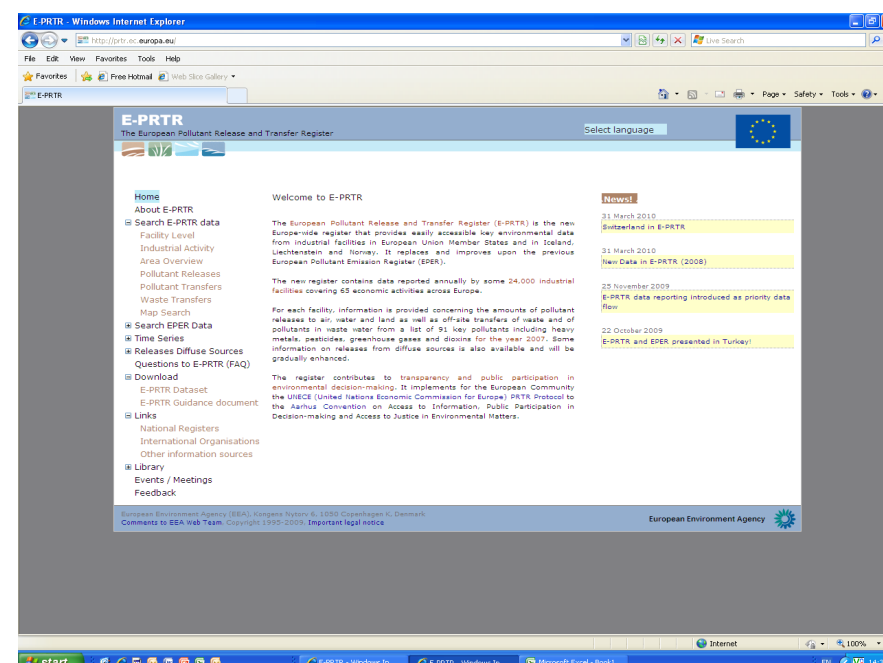 E-PRTR - Windows Internet Explorer
http://prtr.ec.europa.eu/
Live Search
File Edit View Favorites Tools Help
Favorites Free Hotmail Web Slice Gallery
E-PRTR
Page Safety Tools
E-PRTR
The European Pollutant Release and Transfer Register
Select language
Home
About E-PRTR
Search E-PRTR data
Facility Level
Industrial Activity
Area Overview
Pollutant Releases
Pollutant Transfers
Waste Transfers
Map Search
Search EPER Data
Time Series
Releases Diffuse Sources
Questions to E-PRTR (FAQ)
Download
E-PRTR Dataset
E-PRTR Guidance document
Links
National Registers
International Organisations
Other information sources
Library
Events / Meetings
Feedback
Welcome to E-PRTR
The European Pollutant Release and Transfer Register (E-PRTR) is the new
Europe-wide register that provides easily accessible key environmental data
from industrial facilities in European Union Member States and in Iceland,
Liechtenstein and Norway. It replaces and improves upon the previous
European Pollutant Emission Register (EPER).
The new register contains data reported annually by some 24.000 industrial
facilities covering 65 economic activities across Europe.
For each facility, information is provided concerning the amounts of pollutant
releases to air, water and land as well as off-site transfers of waste and of
pollutants in waste water from a list of 91 key pollutants including heavy
metals, pesticides, greenhouse gases and dioxins for the year 2007. Some
information on releases from diffuse sources is also available and will be
gradually enhanced.
The register contributes to transparency and public participation in
environmental decision-making. It implements for the European Community
the UNECE (United Nations Economic Commission for Europe) PRTR Protocol to
the Aarhus Convention on Access to Information, Public Participation in
Decision-making and Access to Justice in Environmental Matters.
.News! .
31 March 2010
Switzerland in E-PRTR
31 March 2010
New Data in E-PRTR (2008)
25 November 2009
E-PRTR data reporting introduced as priority data
flow
22 October 2009
E-PRTR and EPER presented in Turkey!
European Environment Agency (EEA), Kongens Nytorv 6, 1050 Copenhagen K, Denmark
Comments to EEA Web Team. Copyright 1995-2009. Important legal notice
European Environment Agency
Internet
100%
start
E-PRTR - Windows In...
E-PRTR - Windows In...
Microsoft Excel - Book1
EN